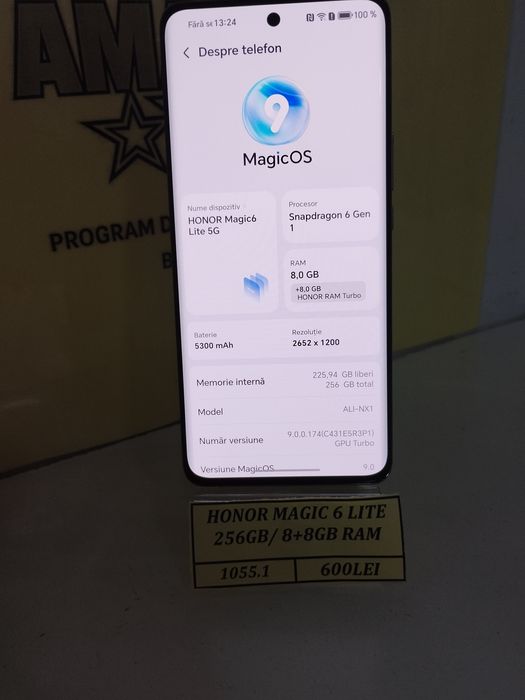 AM
PROGRAM D
B
Fără se 13:24
100 %
Despre telefon
9
MagicOS
Nume dispozitiv
HONOR Magic6
Lite 5G
Procesor
Snapdragon 6 Gen
1
RAM
8,0 GB
+8,0 GB
HONOR RAM Turbo
Baterie
5300 mAh
Rezoluție
2652 x 1200
Memorie internă
225,94 GB liberi
256 GB total
Model
ALI-NX1
Număr versiune
9.0.0.174(C431E5R3P1)
GPU Turbo
Versiune MagicOS
9.0
HONOR MAGIC 6 LITE
256GB/ 8+8GB RAM
1055.1
600LEI